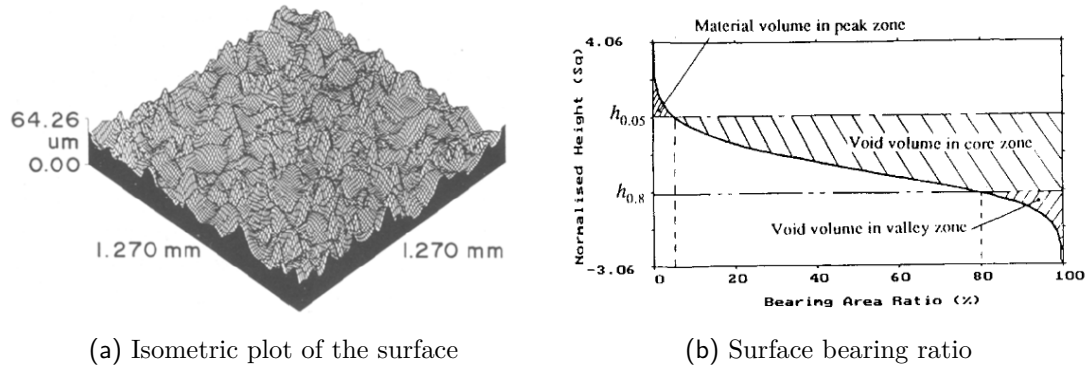 64.26
um
0.00
1.270 mm
1.270 mm
(a) Isometric plot of the surface
Material volume in peak zone
4.06
h0.05
Void volume in core zone
h0.8
Void volume in valley zone
-3.06
0 20 40 60 80 100
Normalised Height (Sq)
Bearing Area Ratio (%)
(b) Surface bearing ratio